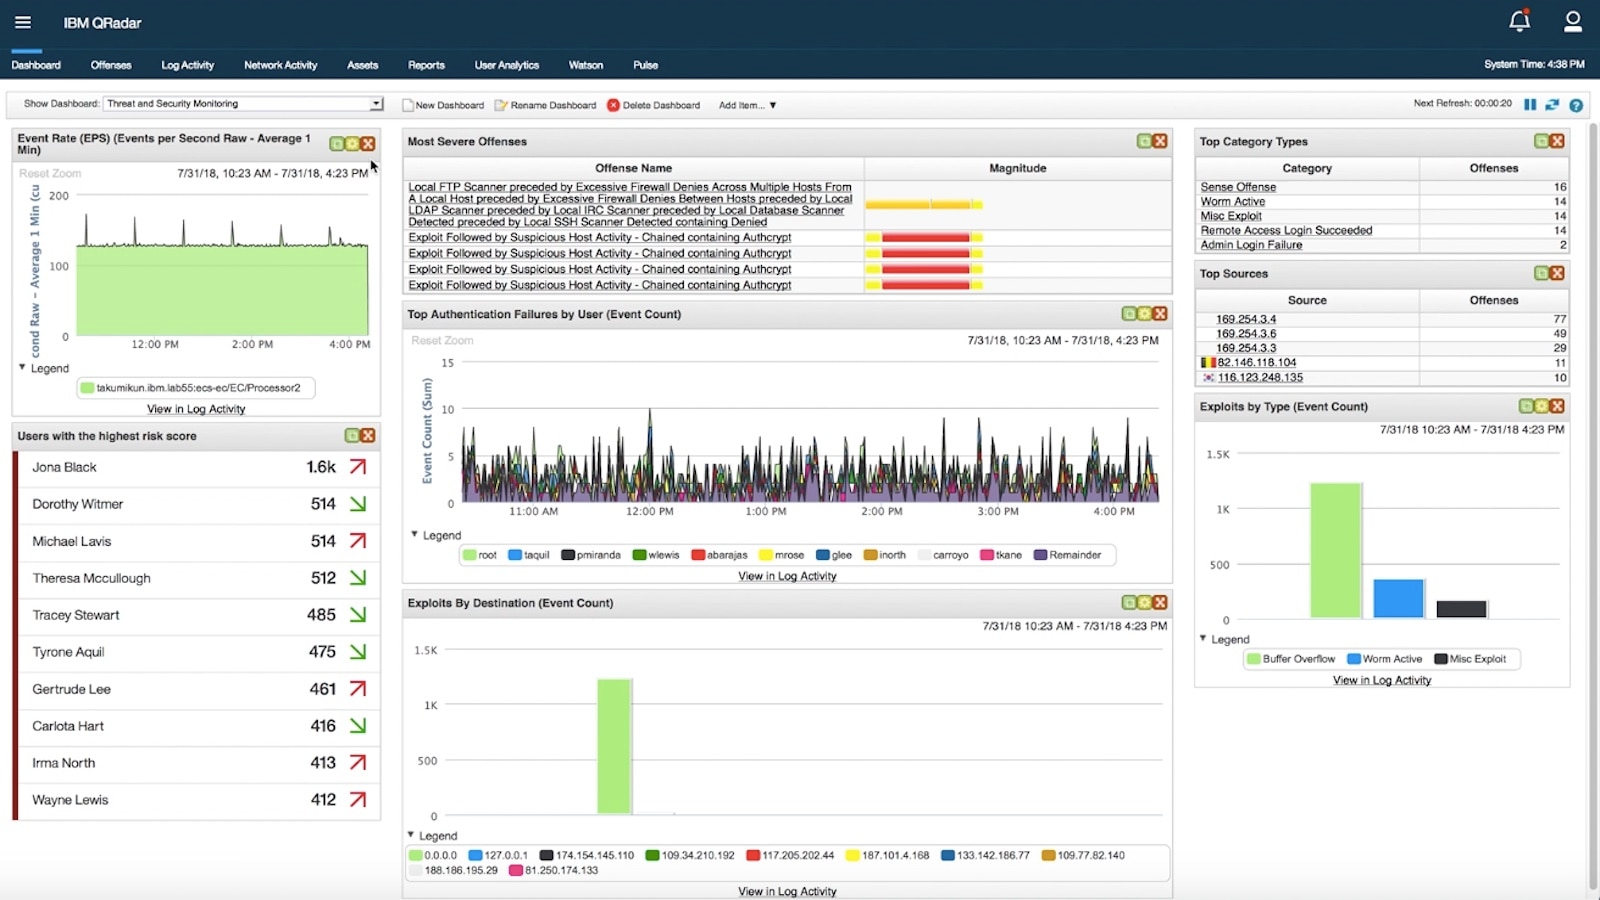 IBM QRadar
Dashboard Offenses Log Activity Network Activity Assets Reports User Analytics Watson Pulse System Time: 4:38 PM
Show Dashboard: Threat and Security Monitoring New Dashboard Rename Dashboard Delete Dashboard Add Item... Next Refresh: 00:00:20
Event Rate (EPS) (Events per Second Raw - Average 1
Min)
Reset Zoom 7/31/18, 10:23 AM - 7/31/18, 4:23 PM
cond Raw - Average 1 Min (cu
200
100
0
12:00 PM 2:00 PM 4:00 PM
Legend
takumikun.ibm.lab55:ecs-ec/EC/Processor2
View in Log Activity
Users with the highest risk score
Jona Black 1.6k
Dorothy Witmer 514
Michael Lavis 514
Theresa Mccullough 512
Tracey Stewart 485
Tyrone Aquil 475
Gertrude Lee 461
Carlota Hart 416
Irma North 413
Wayne Lewis 412
Most Severe Offenses
Offense Name Magnitude
Local FTP Scanner preceded by Excessive Firewall Denies Across Multiple Hosts From
A Local Host preceded by Excessive Firewall Denies Between Hosts preceded by Local
LDAP Scanner preceded by Local IRC Scanner preceded by Local Database Scanner
Detected preceded by Local SSH Scanner Detected containing Denied
Exploit Followed by Suspicious Host Activity - Chained containing Authcrypt
Exploit Followed by Suspicious Host Activity - Chained containing Authcrypt
Exploit Followed by Suspicious Host Activity - Chained containing Authcrypt
Exploit Followed by Suspicious Host Activity - Chained containing Authcrypt
Top Authentication Failures by User (Event Count)
Reset Zoom 7/31/18, 10:23 AM - 7/31/18, 4:23 PM
Event Count (Sum)
15
10
5
0
11:00 AM 12:00 PM 1:00 PM 2:00 PM 3:00 PM 4:00 PM
Legend
root taquil pmiranda wlewis abarajas mrose glee inorth carroyo tkane Remainder
View in Log Activity
Exploits By Destination (Event Count)
7/31/18 10:23 AM - 7/31/18 4:23 PM
1.5K
1K
500
0
Legend
0.0.0.0 127.0.0.1 174.154.145.110 109.34.210.192 117.205.202.44 187.101.4.168 133.142.186.77 109.77.82.140
188.186.195.29 81.250.174.133
View in Log Activity
Top Category Types
Category Offenses
Sense Offense 16
Worm Active 14
Misc Exploit 14
Remote Access Login Succeeded 14
Admin Login Failure 2
Top Sources
Source Offenses
169.254.3.4 77
169.254.3.6 49
169.254.3.3 29
82.146.118.104 11
116.123.248.135 10
Exploits by Type (Event Count)
7/31/18 10:23 AM - 7/31/18 4:23 PM
1.5K
1K
500
0
Legend
Buffer Overflow Worm Active Misc Exploit
View in Log Activity